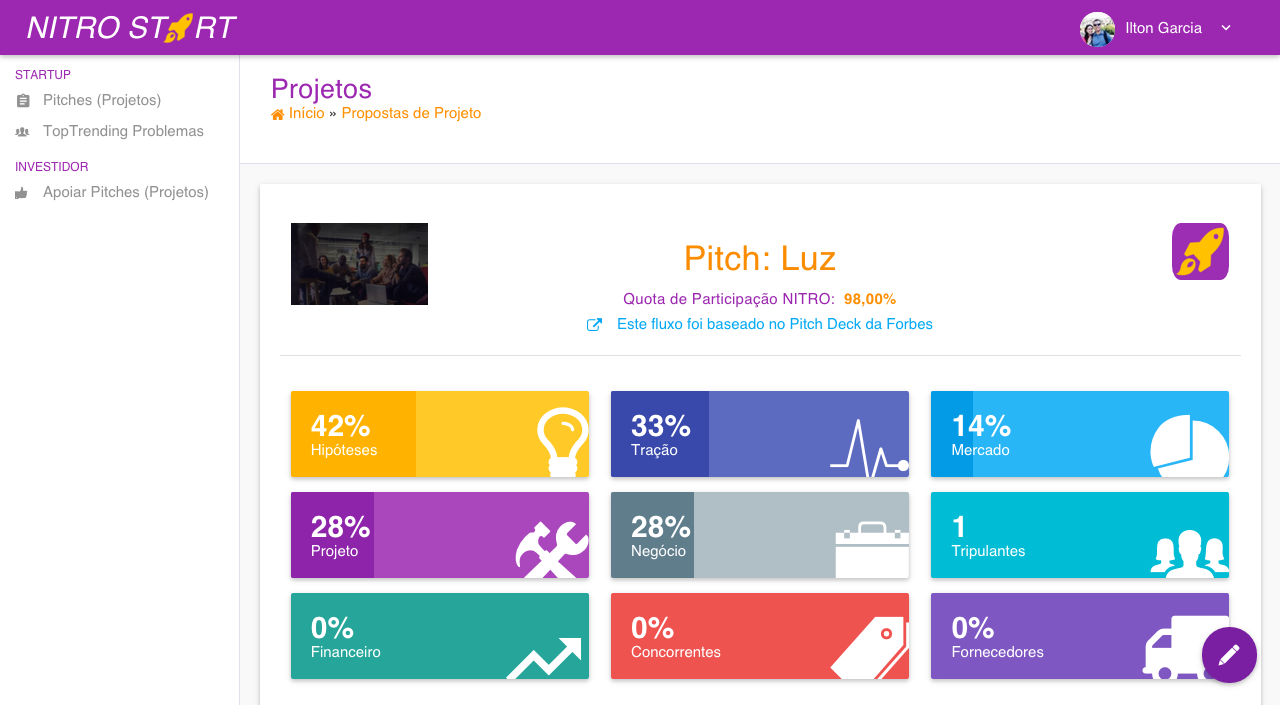 NITRO START
Ilton Garcia
STARTUP
Pitches (Projetos)
TopTrending Problemas
INVESTIDOR
Apoiar Pitches (Projetos)
Projetos
Início » Propostas de Projeto
Pitch: Luz
Quota de Participação NITRO: 98,00%
Este fluxo foi baseado no Pitch Deck da Forbes
42%
Hipóteses
33%
Tração
14%
Mercado
28%
Projeto
28%
Negócio
1
Tripulantes
0%
Financeiro
0%
Concorrentes
0%
Fornecedores